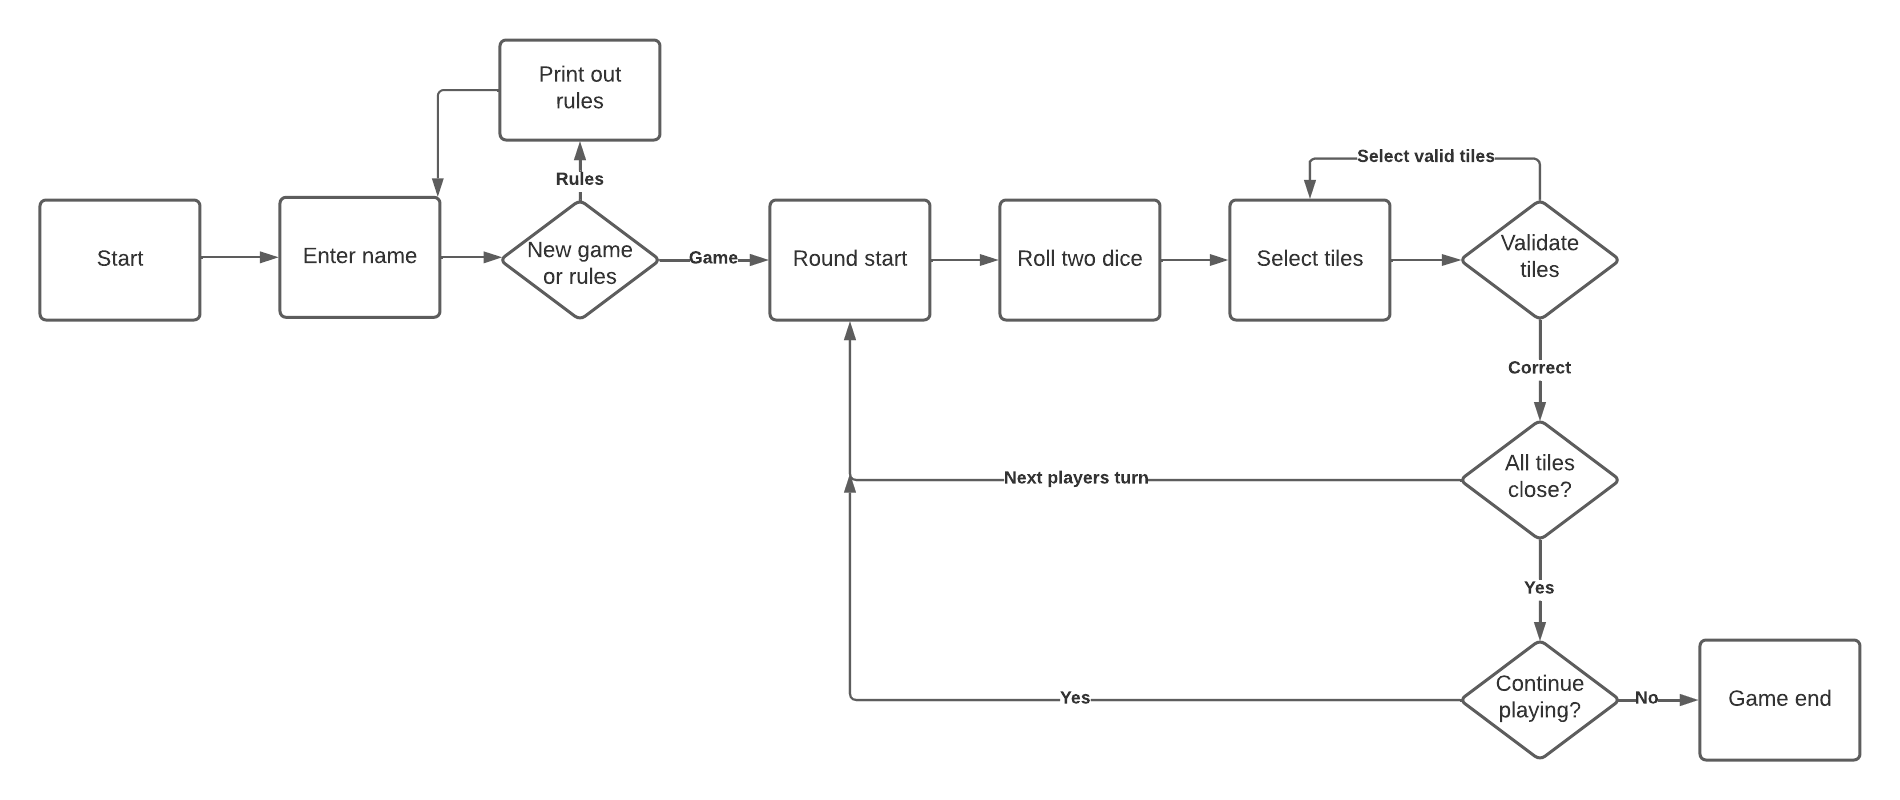 Print out
rules
Rules
Start
Enter name
New game
or rules
Game
Round start
Roll two dice
Select tiles
Select valid tiles
Validate
tiles
Correct
All tiles
close?
Next players turn
Yes
Continue
playing?
Yes
No
Game end